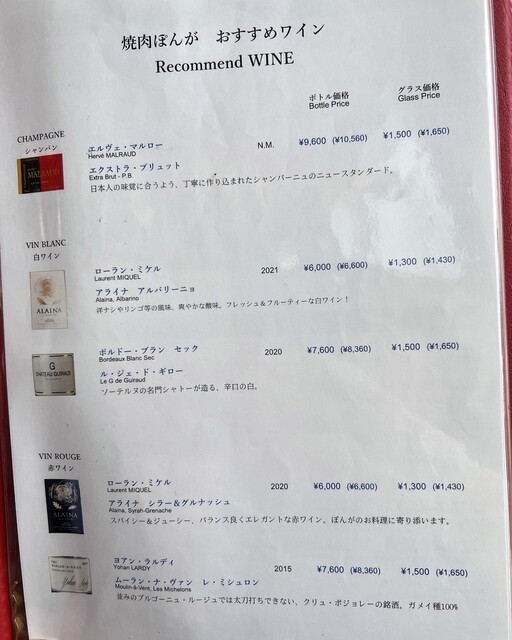 焼肉ぽんが　おすすめワイン
Recommend WINE
ボトル価格 グラス価格
Bottle Price Glass Price
CHAMPAGNE
シャンパン
エルヴェ・マルロー N.M. ¥9,600 (¥10,560) ¥1,500 (¥1,650)
Hervé MALRAUD
エクストラ・ブリュット
Extra Brut - P.B.
日本人の味覚に合うよう、丁寧に作り込まれたシャンパーニュのニュースタンダード。
VIN BLANC
白ワイン
ローラン・ミケル 2021 ¥6,000 (¥6,600) ¥1,300 (¥1,430)
Laurent MIQUEL
アライナ　アルバリーニョ
Alaina, Albarino
洋ナシやリンゴ等の風味、爽やかな酸味。フレッシュ＆フルーティーな白ワイン！
ALAINA
ボルドー・ブラン　セック 2020 ¥7,600 (¥8,360) ¥1,500 (¥1,650)
Bordeaux Blanc Sec
ル・ジェ・ド・ギロー
Le G de Guiraud
ソーテルヌの名門シャトーが造る、辛口の白。
G
CHATEAU GUIRAUD
VIN ROUGE
赤ワイン
ローラン・ミケル 2020 ¥6,000 (¥6,600) ¥1,300 (¥1,430)
Laurent MIQUEL
アライナ　シラー＆グルナッシュ
Alaina, Syrah-Grenache
スパイシー＆ジューシー、バランス良くエレガントな赤ワイン。ぽんがのお料理に寄り添います。
ALAINA
ヨアン・ラルディ 2015 ¥7,600 (¥8,360) ¥1,500 (¥1,650)
Yohan LARDY
ムーラン・ナ・ヴァン　レ・ミシュロン
Moulin-à-Vent, Les Michelons
並みのブルゴーニュ・ルージュでは太刀打ちできない、クリュ・ボジョレーの銘酒。ガメイ種100%